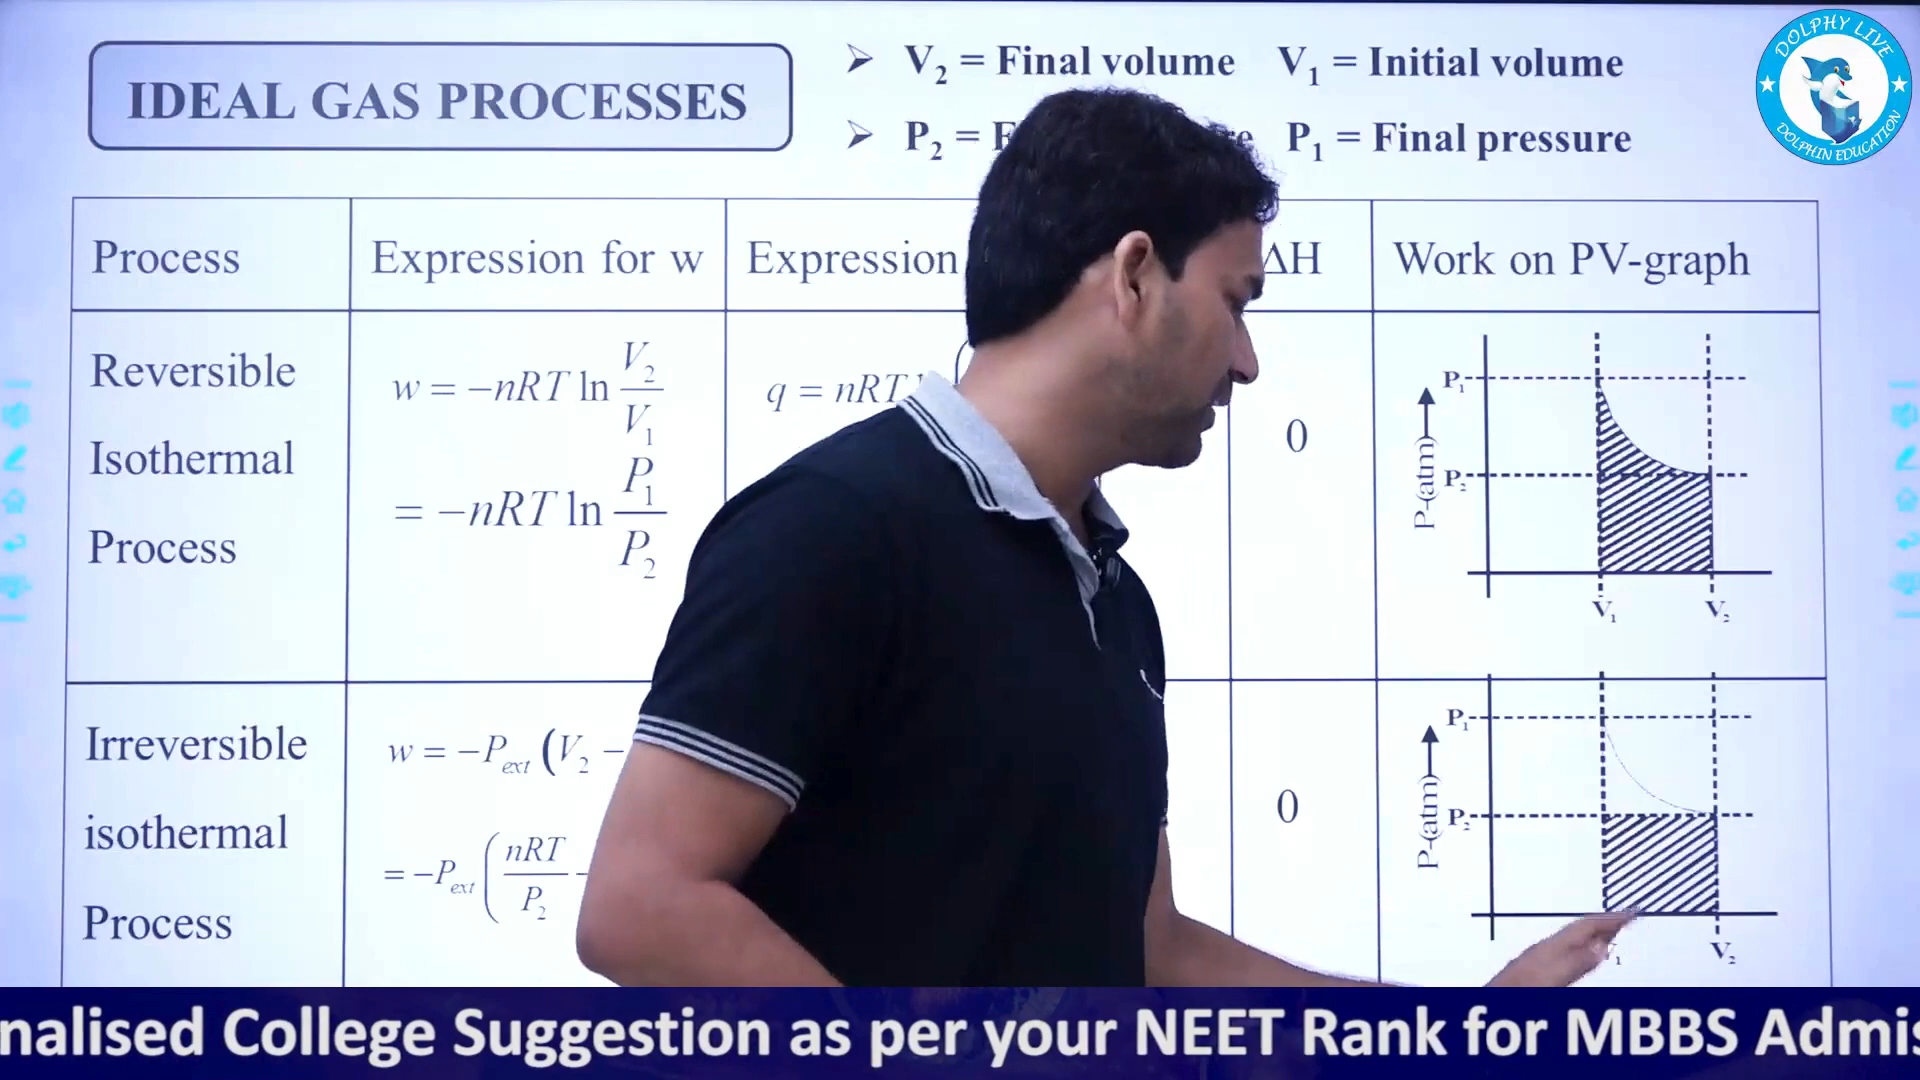 V₂ = Final volume V₁ = Initial volume
IDEAL GAS PROCESSES
P₂ = P₁ = Final pressure
DOLPHY LIVE
DOLPHIN EDUCATION
Process Expression for w Expression ΔH Work on PV-graph
Reversible
Isothermal
Process
w = −nRT ln V₂/V₁
= −nRT ln P₁/P₂
q = nRT
0
P₁
P₂
P-(atm)
V₁ V₂
Irreversible
isothermal
Process
w = −Pext (V₂ −
= −Pext (nRT/P₂ −
0
P₁
P₂
P-(atm)
V₂
College Suggestion as per your NEET Rank for MBBS